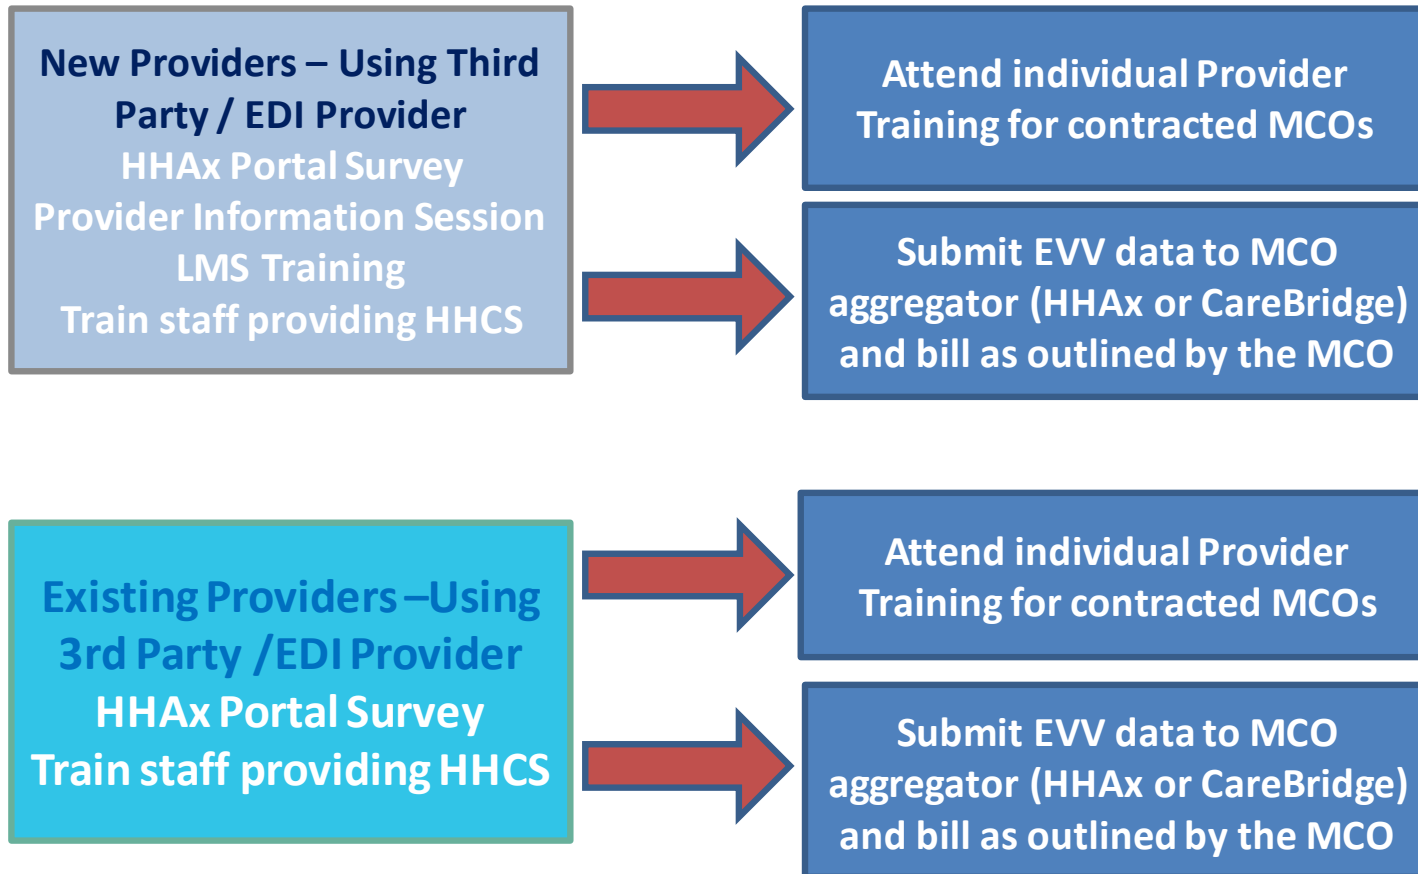 New Providers – Using Third
Party / EDI Provider
HHAx Portal Survey
Provider Information Session
LMS Training
Train staff providing HHCS
Attend individual Provider
Training for contracted MCOs
Submit EVV data to MCO
aggregator (HHAx or CareBridge)
and bill as outlined by the MCO
Existing Providers –Using
3rd Party /EDI Provider
HHAx Portal Survey
Train staff providing HHCS
Attend individual Provider
Training for contracted MCOs
Submit EVV data to MCO
aggregator (HHAx or CareBridge)
and bill as outlined by the MCO